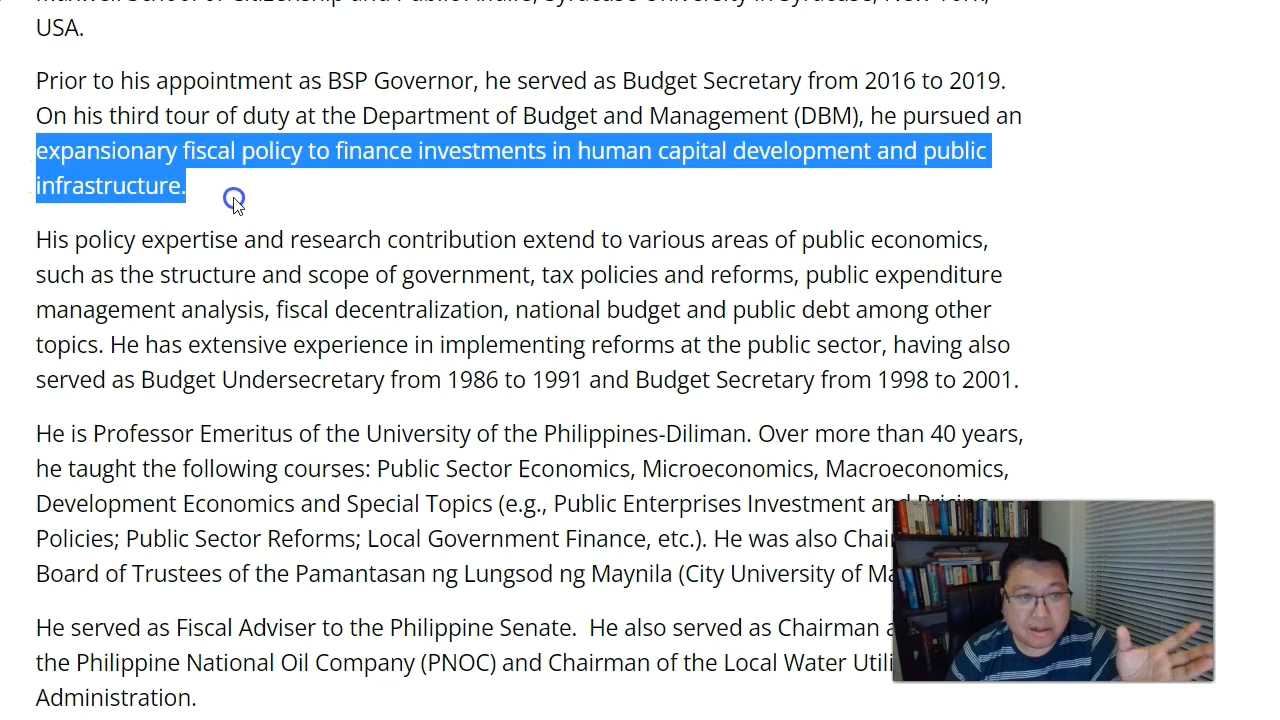 USA.
Prior to his appointment as BSP Governor, he served as Budget Secretary from 2016 to 2019.
On his third tour of duty at the Department of Budget and Management (DBM), he pursued an
expansionary fiscal policy to finance investments in human capital development and public
infrastructure.
His policy expertise and research contribution extend to various areas of public economics,
such as the structure and scope of government, tax policies and reforms, public expenditure
management analysis, fiscal decentralization, national budget and public debt among other
topics. He has extensive experience in implementing reforms at the public sector, having also
served as Budget Undersecretary from 1986 to 1991 and Budget Secretary from 1998 to 2001.
He is Professor Emeritus of the University of the Philippines-Diliman. Over more than 40 years,
he taught the following courses: Public Sector Economics, Microeconomics, Macroeconomics,
Development Economics and Special Topics (e.g., Public Enterprises Investment and Pricing
Policies; Public Sector Reforms; Local Government Finance, etc.). He was also
Board of Trustees of the Pamantasan ng Lungsod ng Maynila (City University of
He served as Fiscal Adviser to the Philippine Senate. He also served as Chairman
the Philippine National Oil Company (PNOC) and Chairman of the Local Water
Administration.